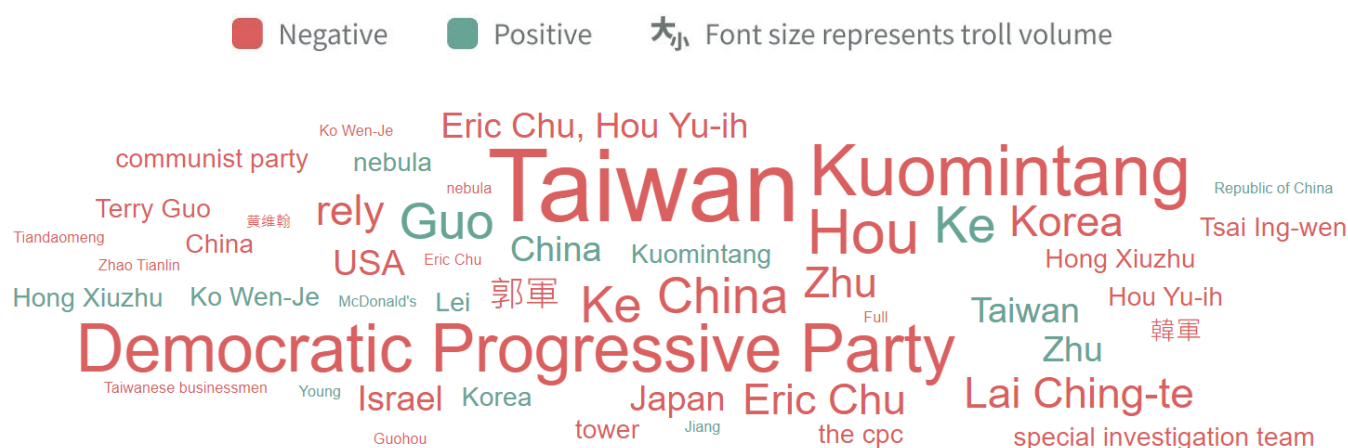 Negative
Positive
大小 Font size represents troll volume
Ko Wen-Je
Eric Chu, Hou Yu-ih
communist party
nebula
Taiwan
Kuomintang
nebula
Republic of China
Terry Guo
黄维翰
rely
Guo
Hou
Ke
Korea
Tsai Ing-wen
Tiandaomeng
China
China
Kuomintang
Zhao Tianlin
USA
Eric Chu
Hong Xiuzhu
Hong Xiuzhu
Ko Wen-Je
McDonald's
Lei
郭軍
Ke
China
Zhu
Hou Yu-ih
Taiwan
Full
韓軍
Democratic Progressive Party
Zhu
Taiwanese businessmen
Young
Israel
Korea
Japan
Eric Chu
Lai Ching-te
Guohou
tower
Jiang
the cpc
special investigation team